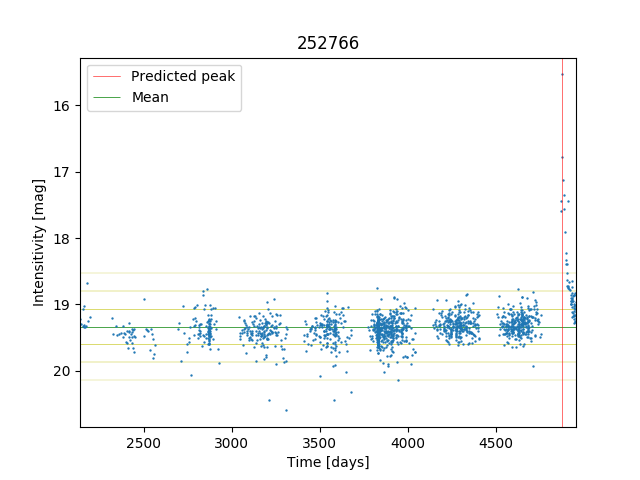 252766
Predicted peak
Mean
16
17
18
19
20
Intensitivity [mag]
2500 3000 3500 4000 4500
Time [days]